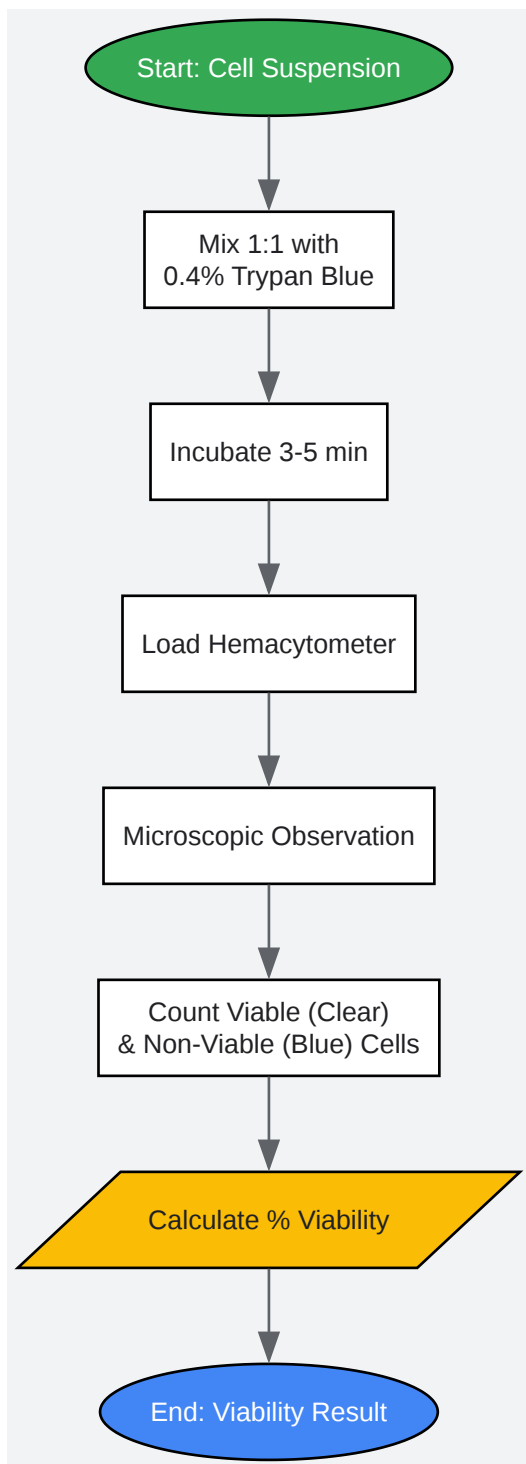 Start: Cell Suspension
Mix 1:1 with
0.4% Trypan Blue
Incubate 3-5 min
Load Hemacytometer
Microscopic Observation
Count Viable (Clear)
& Non-Viable (Blue) Cells
Calculate % Viability
End: Viability Result